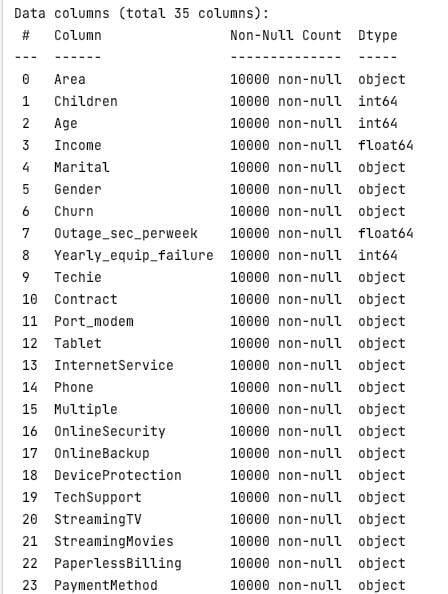 Data columns (total 35 columns):
#   Column                Non-Null Count  Dtype
---  ------                --------------  -----
0   Area                  10000 non-null  object
1   Children              10000 non-null  int64
2   Age                   10000 non-null  int64
3   Income                10000 non-null  float64
4   Marital               10000 non-null  object
5   Gender                10000 non-null  object
6   Churn                 10000 non-null  object
7   Outage_sec_perweek    10000 non-null  float64
8   Yearly_equip_failure  10000 non-null  int64
9   Techie                10000 non-null  object
10  Contract              10000 non-null  object
11  Port_modem            10000 non-null  object
12  Tablet                10000 non-null  object
13  InternetService       10000 non-null  object
14  Phone                 10000 non-null  object
15  Multiple              10000 non-null  object
16  OnlineSecurity        10000 non-null  object
17  OnlineBackup          10000 non-null  object
18  DeviceProtection      10000 non-null  object
19  TechSupport           10000 non-null  object
20  StreamingTV           10000 non-null  object
21  StreamingMovies       10000 non-null  object
22  PaperlessBilling      10000 non-null  object
23  PaymentMethod         10000 non-null  object